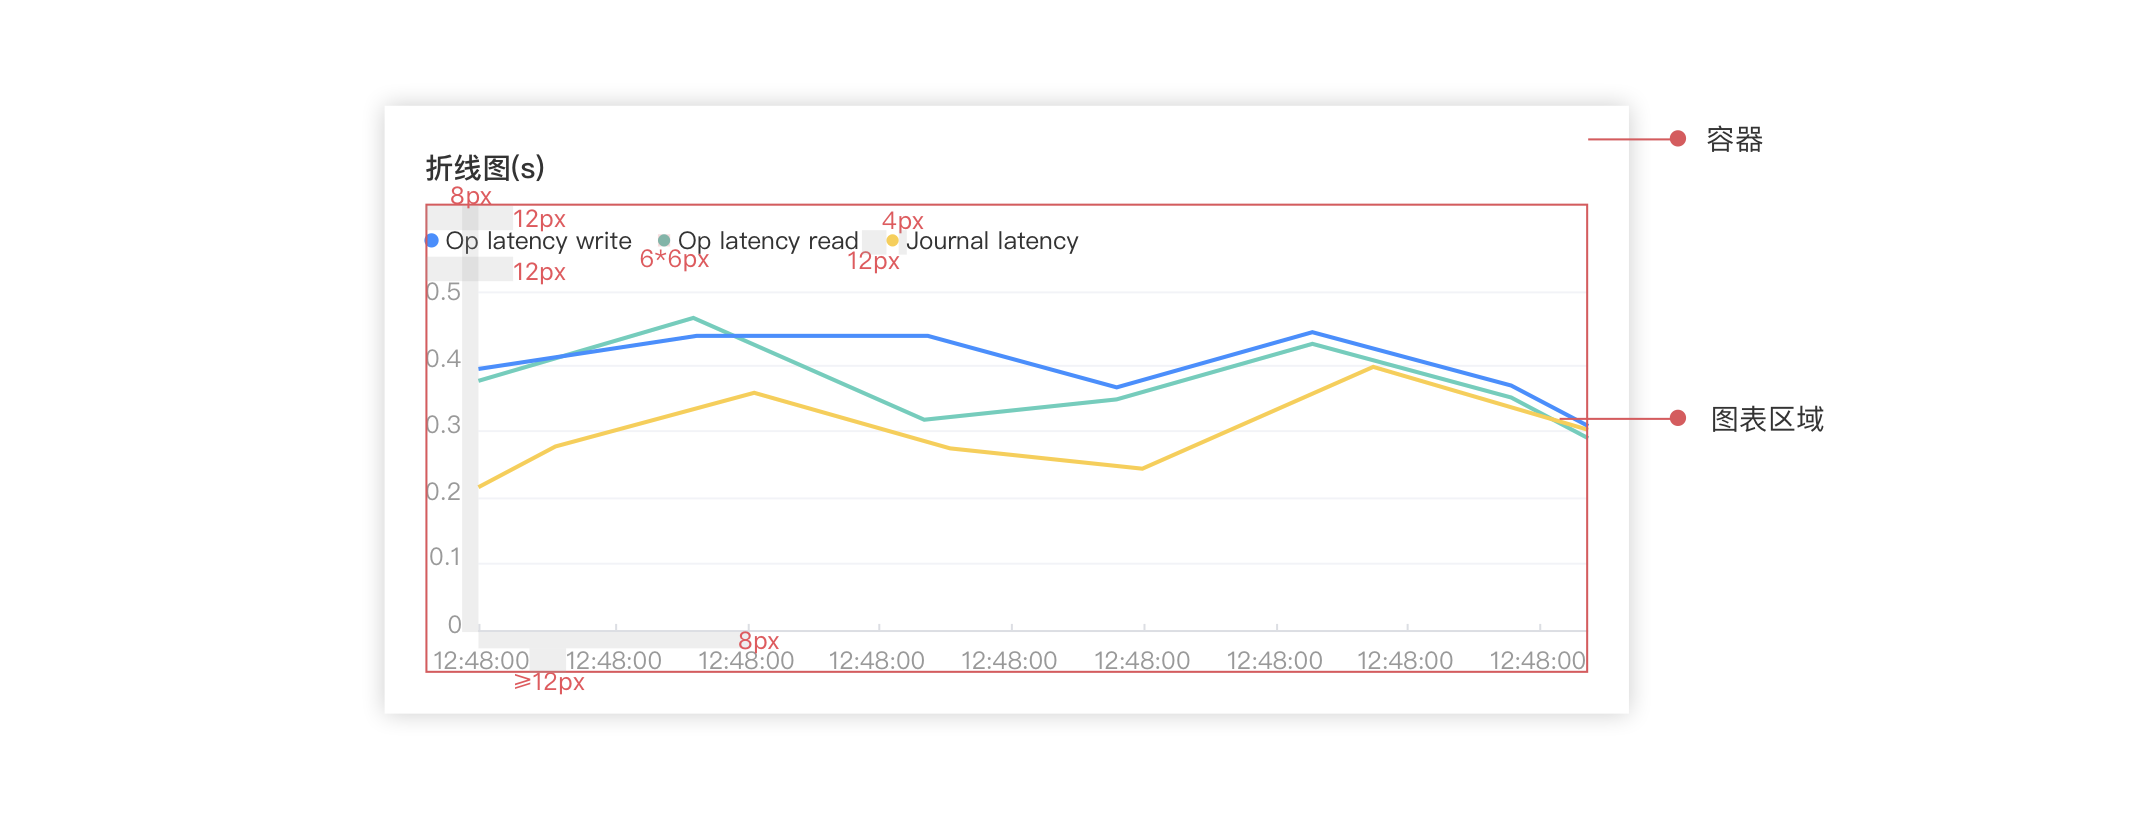 容器
折线图(s)
8px
12px
4px
Op latency write
Op latency read
Journal latency
6*6px
12px
12px
0.5
0.4
0.3
图表区域
0.2
0.1
0
8px
12:48:00 12:48:00 12:48:00 12:48:00 12:48:00 12:48:00 12:48:00 12:48:00 12:48:00
⩾12px